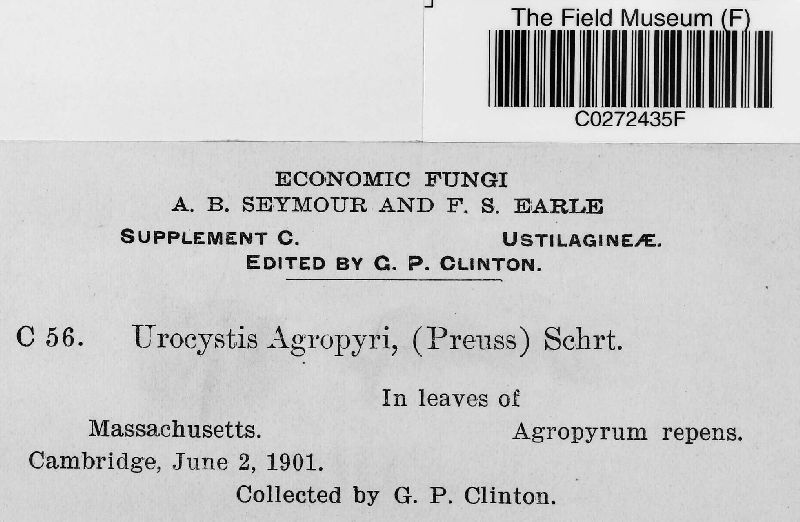 The Field Museum (F)
C0272435F
ECONOMIC FUNGI
A. B. SEYMOUR AND F. S. EARLE
SUPPLEMENT C. USTILAGINEÆ.
EDITED BY G. P. CLINTON.
C 56. Urocystis Agropyri, (Preuss) Schrt.
In leaves of
Massachusetts. Agropyrum repens.
Cambridge, June 2, 1901.
Collected by G. P. Clinton.